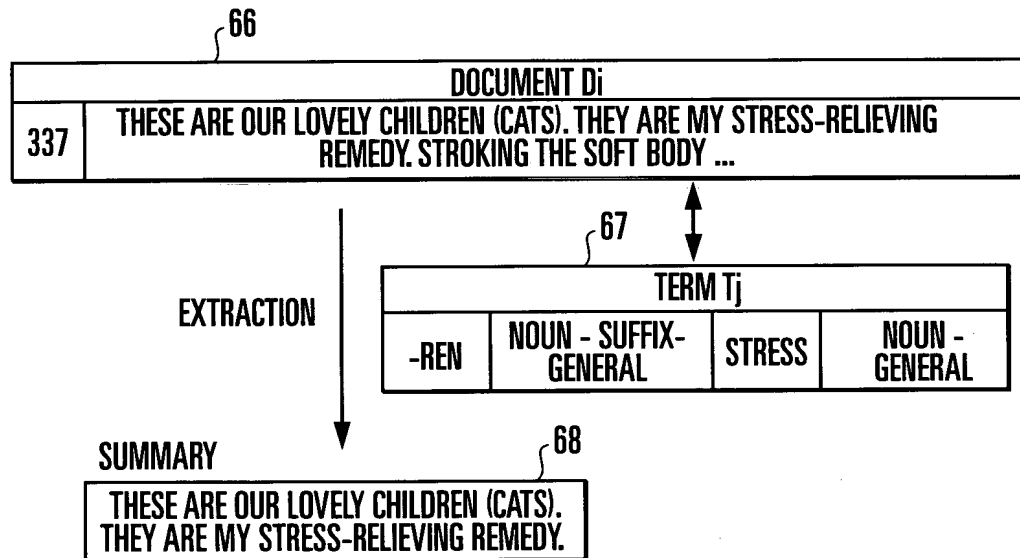 66
DOCUMENT Di
337
THESE ARE OUR LOVELY CHILDREN (CATS). THEY ARE MY STRESS-RELIEVING
REMEDY. STROKING THE SOFT BODY ...
67
TERM Tj
EXTRACTION
-REN
NOUN - SUFFIX-
GENERAL
STRESS
NOUN -
GENERAL
SUMMARY
68
THESE ARE OUR LOVELY CHILDREN (CATS).
THEY ARE MY STRESS-RELIEVING REMEDY.